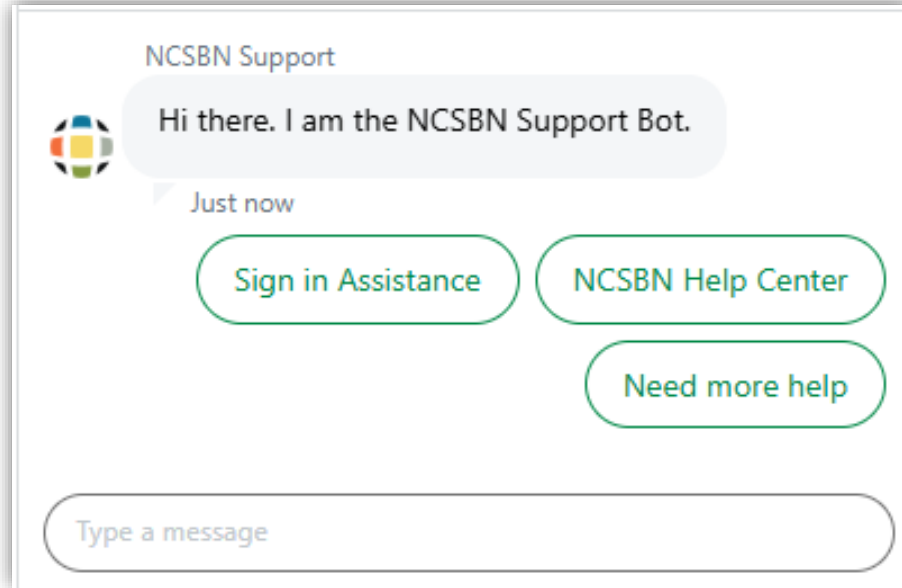 NCSBN Support
Hi there. I am the NCSBN Support Bot.
Just now
Sign in Assistance
NCSBN Help Center
Need more help
Type a message